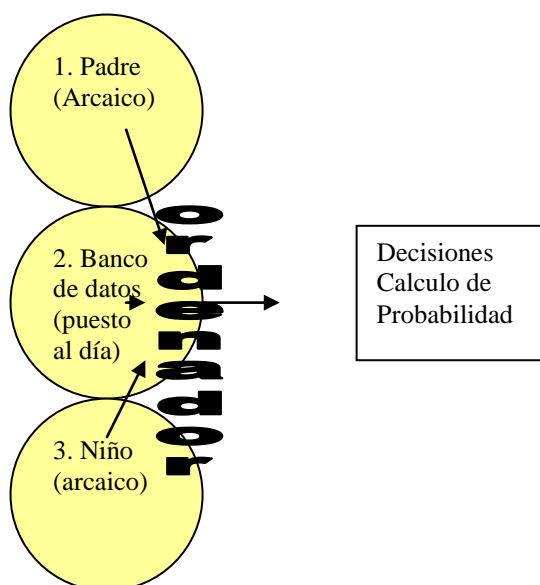 1. Padre
(Arcaico)
2. Banco
de datos
(puesto
al día)
3. Niño
(arcaico)
ordenador
Decisiones
Calculo de
Probabilidad